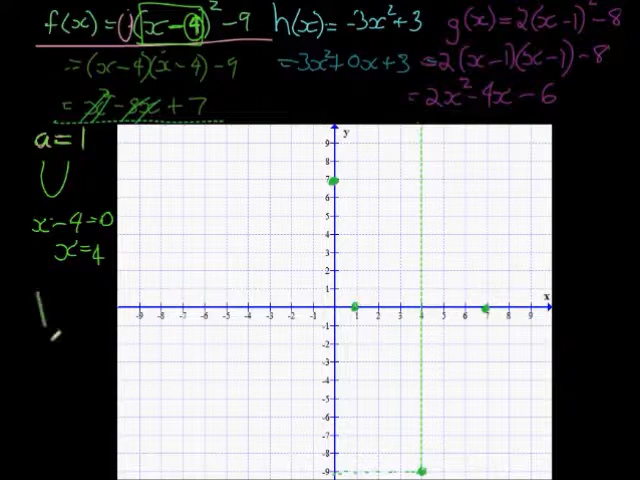 f(x) = 1(x-4)² -9
= (x-4)(x-4) -9
= x² -8x + 7
h(x) = -3x² + 3
= -3x² + 0x + 3
g(x) = 2(x-1)² -8
= 2(x-1)(x-1) -8
= 2x² -4x -6
a = 1
x-4=0
x=4
y
9
8
7
6
5
4
3
2
1
x
-9 -8 -7 -6 -5 -4 -3 -2 -1 1 2 3 4 5 6 7 8 9
-1
-2
-3
-4
-5
-6
-7
-8
-9